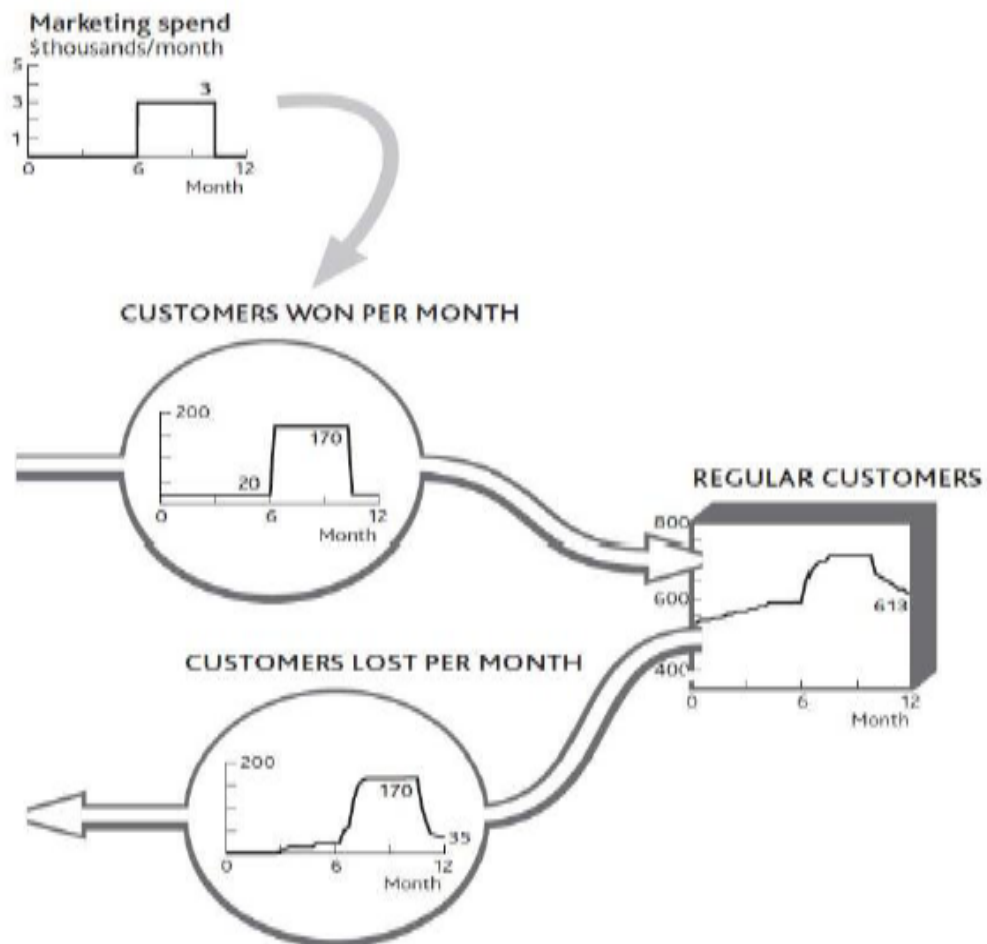 Marketing spend
$thousands/month
5
3
3
1
0
6
12
Month
CUSTOMERS WON PER MONTH
200
170
20
0
6
12
Month
REGULAR CUSTOMERS
800
600
613
400
0
6
12
Month
CUSTOMERS LOST PER MONTH
200
170
35
0
6
12
Month